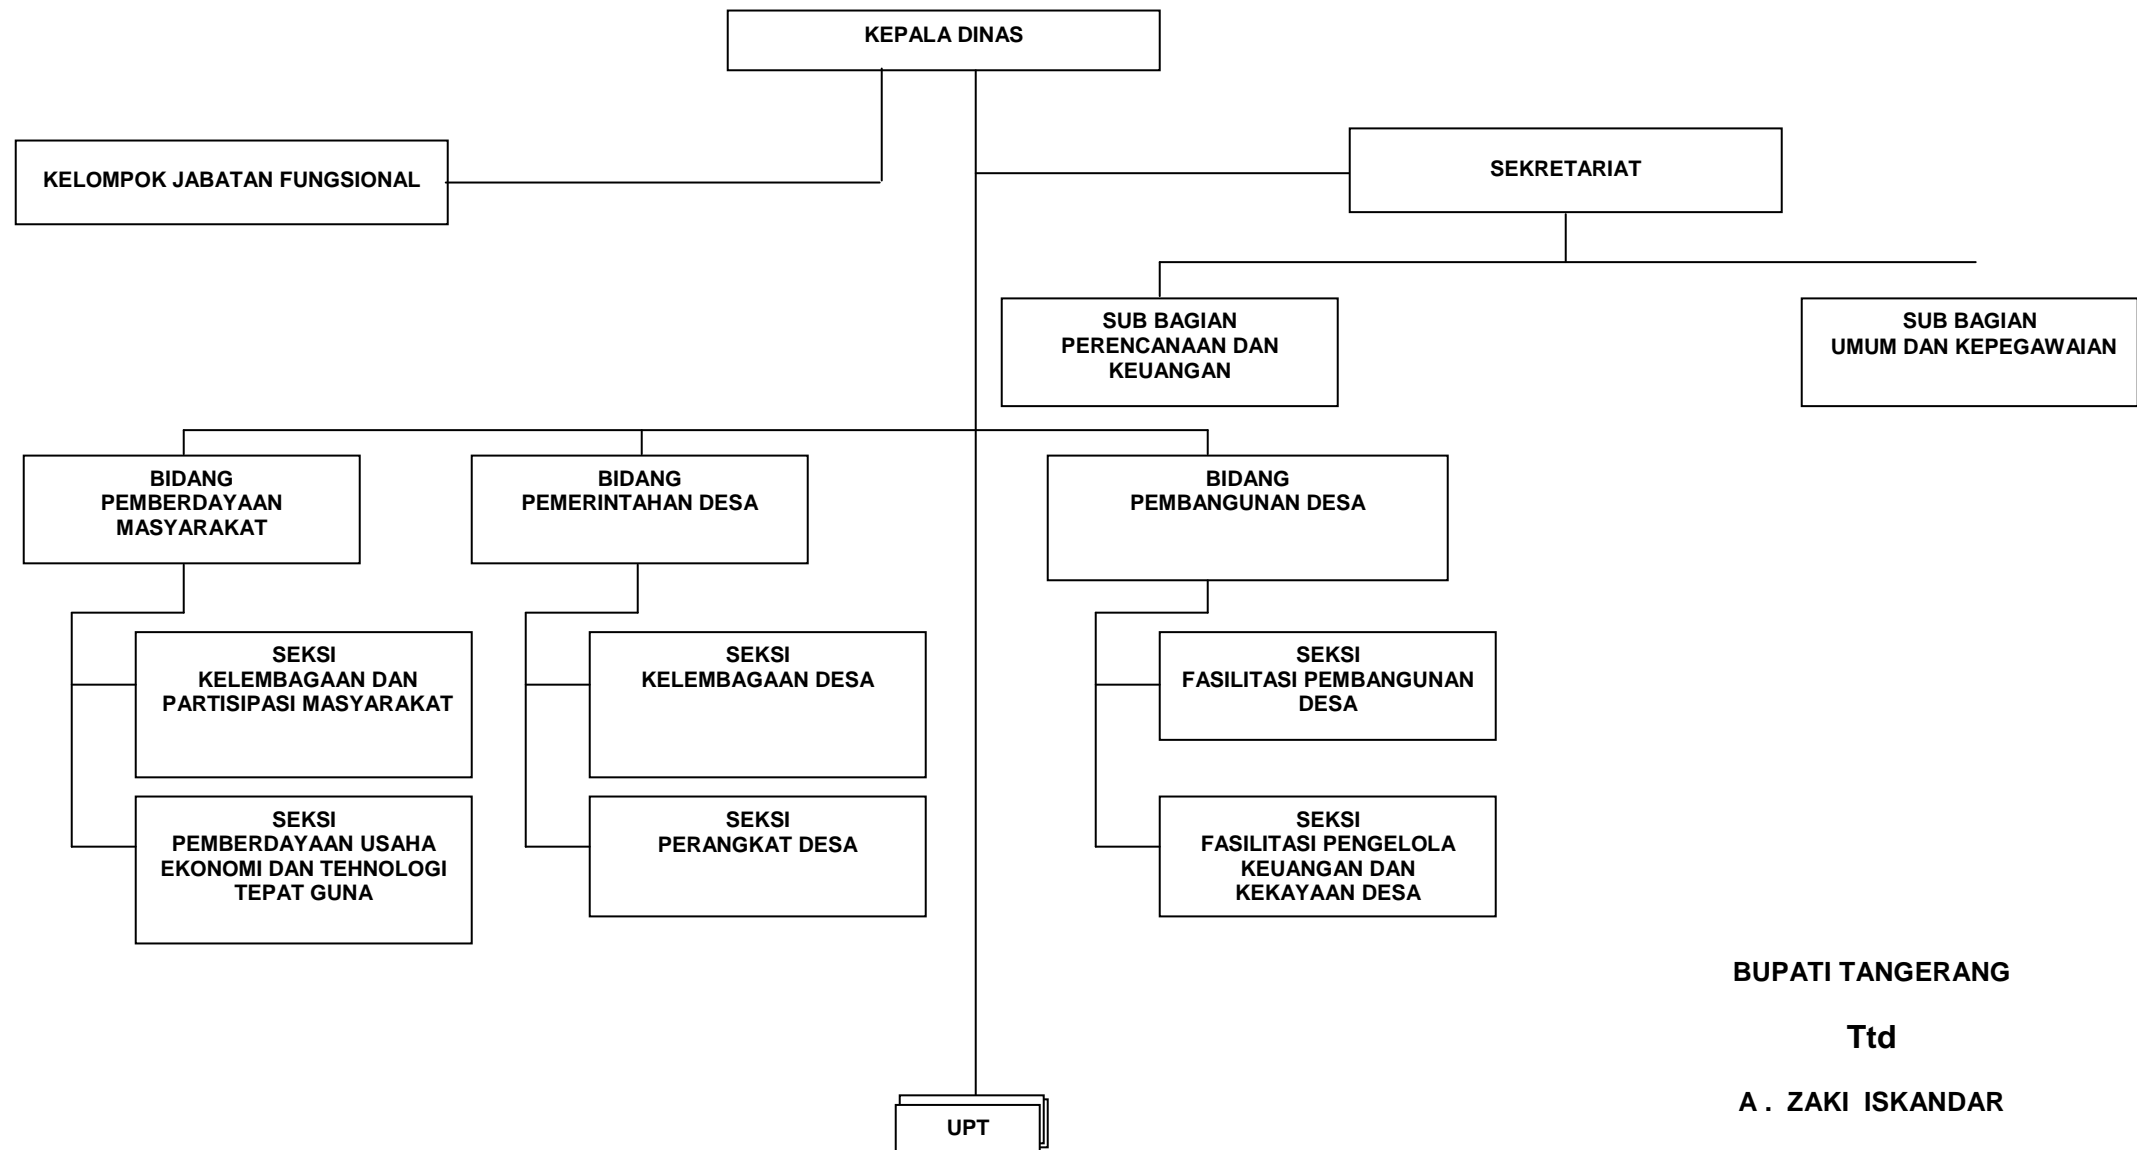 KEPALA DINAS
KELOMPOK JABATAN FUNGSIONAL
SEKRETARIAT
SUB BAGIAN
PERENCANAAN DAN
KEUANGAN
SUB BAGIAN
UMUM DAN KEPEGAWAIAN
BIDANG
PEMBERDAYAAN
MASYARAKAT
BIDANG
PEMERINTAHAN DESA
BIDANG
PEMBANGUNAN DESA
SEKSI
KELEMBAGAAN DAN
PARTISIPASI MASYARAKAT
SEKSI
KELEMBAGAAN DESA
SEKSI
FASILITASI PEMBANGUNAN
DESA
SEKSI
PEMBERDAYAAN USAHA
EKONOMI DAN TEHNOLOGI
TEPAT GUNA
SEKSI
PERANGKAT DESA
SEKSI
FASILITASI PENGELOLA
KEUANGAN DAN
KEKAYAAN DESA
BUPATI TANGERANG
Ttd
A . ZAKI ISKANDAR
UPT